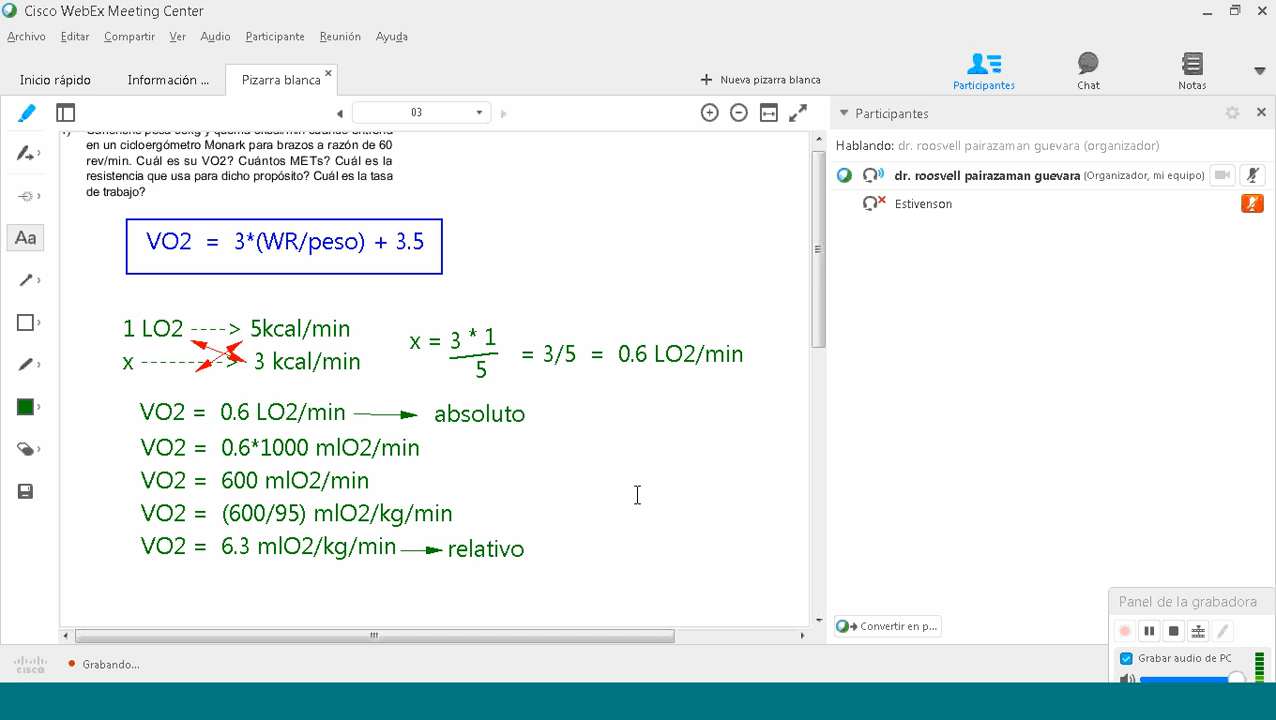 Cisco WebEx Meeting Center
Archivo Editar Compartir Ver Audio Participante Reunión Ayuda
Inicio rápido Información ... Pizarra blanca Nueva pizarra blanca
Participantes Chat Notas
03
Participantes
Hablando: dr. roosvell pairazaman guevara (organizador)
dr. roosvell pairazaman guevara (Organizador, mi equipo)
Estivenson
en un cicloergómetro Monark para brazos a razón de 60
rev/min. Cuál es su VO2? Cuántos METs? Cuál es la
resistencia que usa para dicho propósito? Cuál es la tasa
de trabajo?
VO2 = 3*(WR/peso) + 3.5
1 LO2 ----> 5kcal/min
x --------> 3 kcal/min
x = 3 * 1
5
= 3/5 = 0.6 LO2/min
VO2 = 0.6 LO2/min absoluto
VO2 = 0.6*1000 mlO2/min
VO2 = 600 mlO2/min
VO2 = (600/95) mlO2/kg/min
VO2 = 6.3 mlO2/kg/min relativo
Aa
Convertir en p...
Panel de la grabadora
Grabar audio de PC
cisco
Grabando...